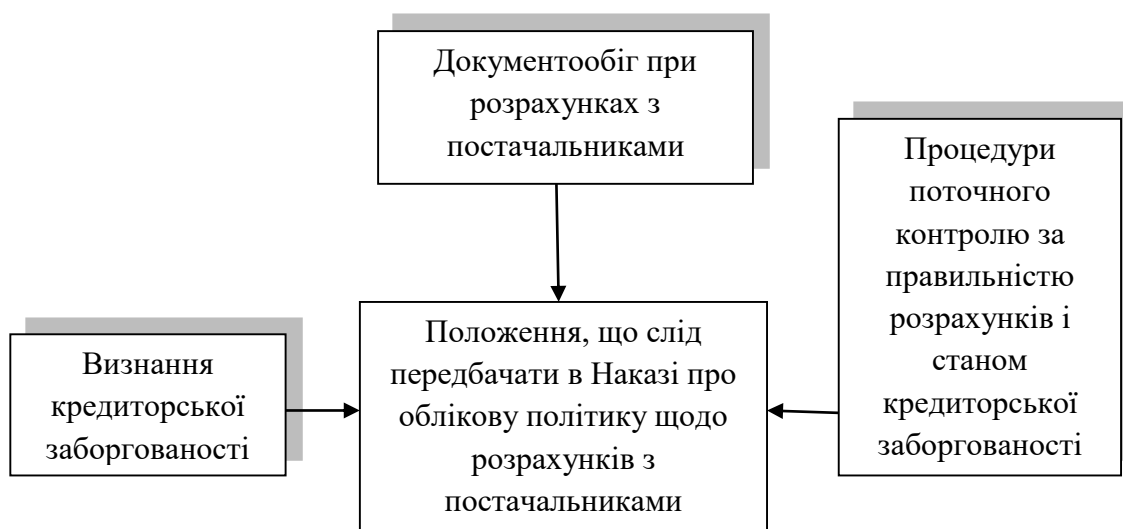 Документообіг при
розрахунках з
постачальниками
Процедури
поточного
контролю за
правильністю
розрахунків і
станом
кредиторської
заборгованості
Визнання
кредиторської
заборгованості
Положення, що слід
передбачати в Наказі про
облікову політику щодо
розрахунків з
постачальниками